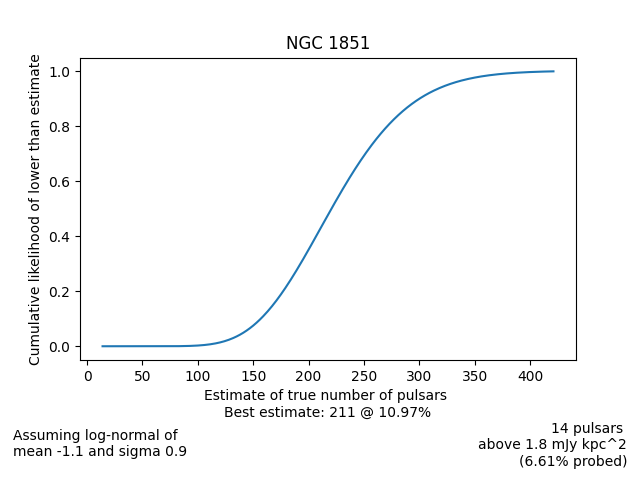 NGC 1851
Cumulative likelihood of lower than estimate
1.0
0.8
0.6
0.4
0.2
0.0
0 50 100 150 200 250 300 350 400
Estimate of true number of pulsars
Best estimate: 211 @ 10.97%
Assuming log-normal of
mean -1.1 and sigma 0.9
14 pulsars
above 1.8 mJy kpc^2
(6.61% probed)